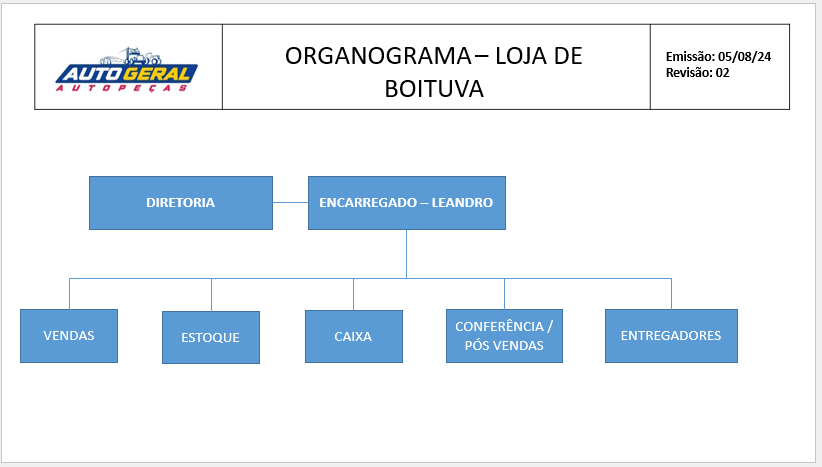 AUTO GERAL
AUTOPEÇAS
ORGANOGRAMA – LOJA DE
BOITUVA
Emissão: 05/08/24
Revisão: 02
DIRETORIA
ENCARREGADO – LEANDRO
VENDAS
ESTOQUE
CAIXA
CONFERÊNCIA /
PÓS VENDAS
ENTREGADORES